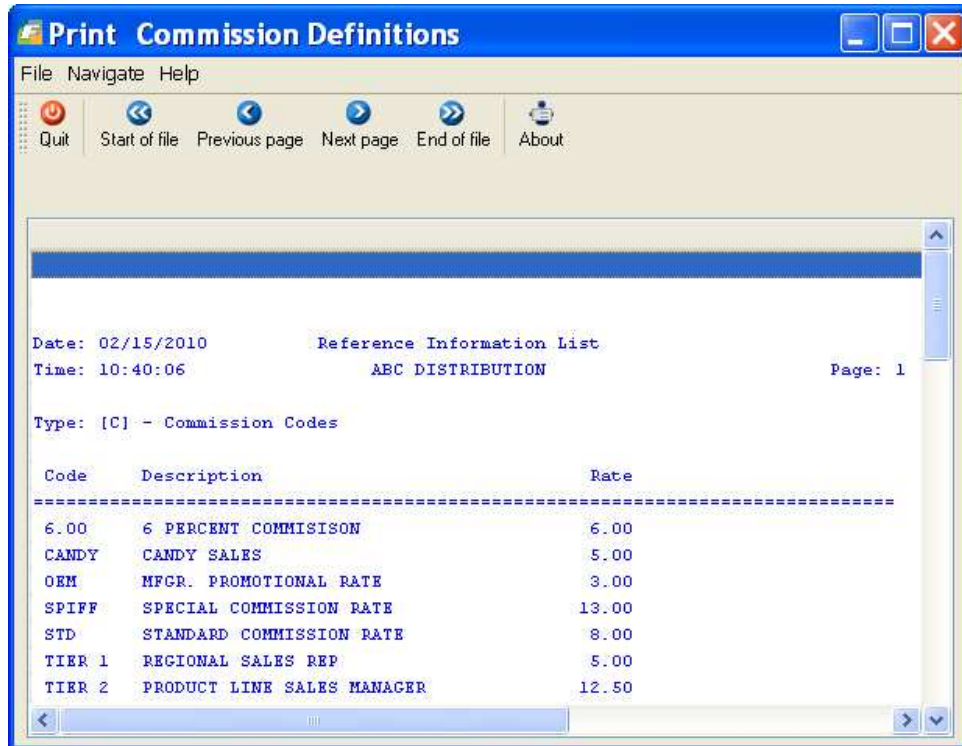 Print Commission Definitions
File Navigate Help
Quit Start of file Previous page Next page End of file About
Date: 02/15/2010 Reference Information List
Time: 10:40:06 ABC DISTRIBUTION Page: 1
Type: [C] - Commission Codes
Code Description Rate
================================================================================
6.00 6 PERCENT COMMISISON 6.00
CANDY CANDY SALES 5.00
OEM MFGR. PROMOTIONAL RATE 3.00
SPIFF SPECIAL COMMISSION RATE 13.00
STD STANDARD COMMISSION RATE 8.00
TIER 1 REGIONAL SALES REP 5.00
TIER 2 PRODUCT LINE SALES MANAGER 12.50